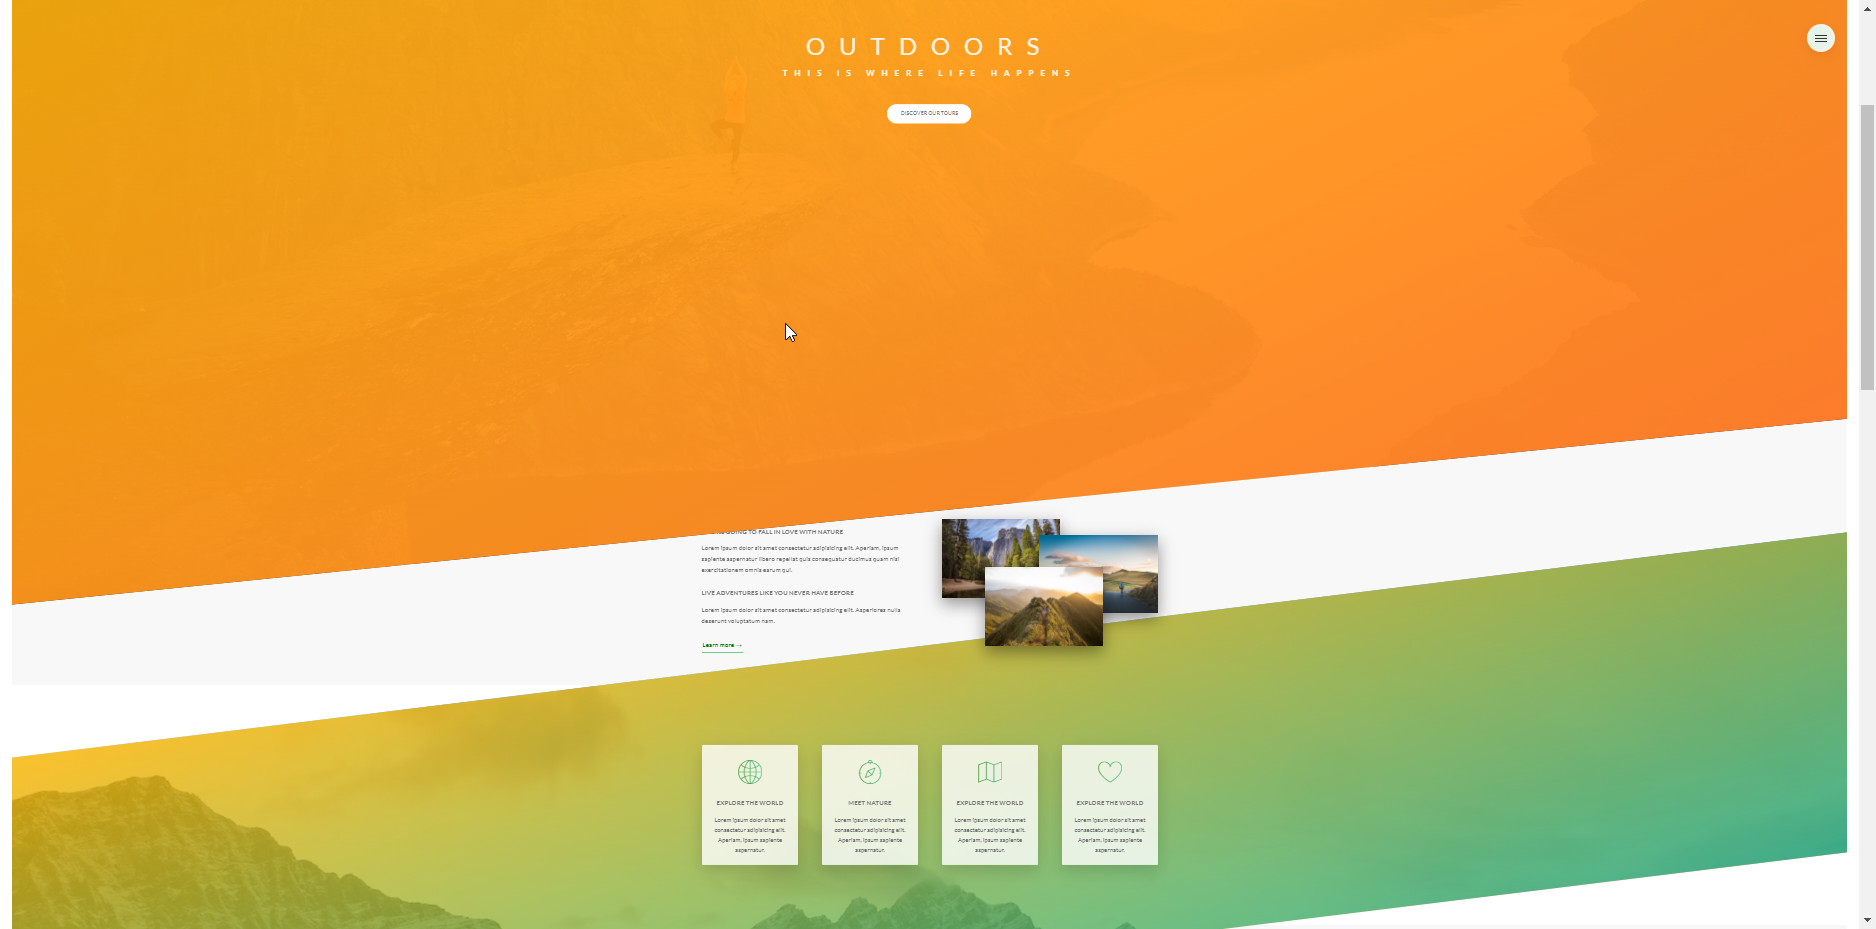 OUTDOORS
THIS IS WHERE LIFE HAPPENS
DISCOVER OUR TOURS
GOING TO FALL IN LOVE WITH NATURE
Lorem ipsum dolor sit amet consectetur adipisicing elit. Aperiam, ipsum
sapiente aspernatur libero repellat quis consequatur ducimus quam nisi
exercitationem omnis earum qui.
LIVE ADVENTURES LIKE YOU NEVER HAVE BEFORE
Lorem ipsum dolor sit amet consectetur adipisicing elit. Asperiores nulla
deserunt voluptatum nam.
Learn more →
EXPLORE THE WORLD
Lorem ipsum dolor sit amet
consectetur adipisicing elit.
Aperiam, ipsum sapiente
aspernatur.
MEET NATURE
Lorem ipsum dolor sit amet
consectetur adipisicing elit.
Aperiam, ipsum sapiente
aspernatur.
EXPLORE THE WORLD
Lorem ipsum dolor sit amet
consectetur adipisicing elit.
Aperiam, ipsum sapiente
aspernatur.
EXPLORE THE WORLD
Lorem ipsum dolor sit amet
consectetur adipisicing elit.
Aperiam, ipsum sapiente
aspernatur.